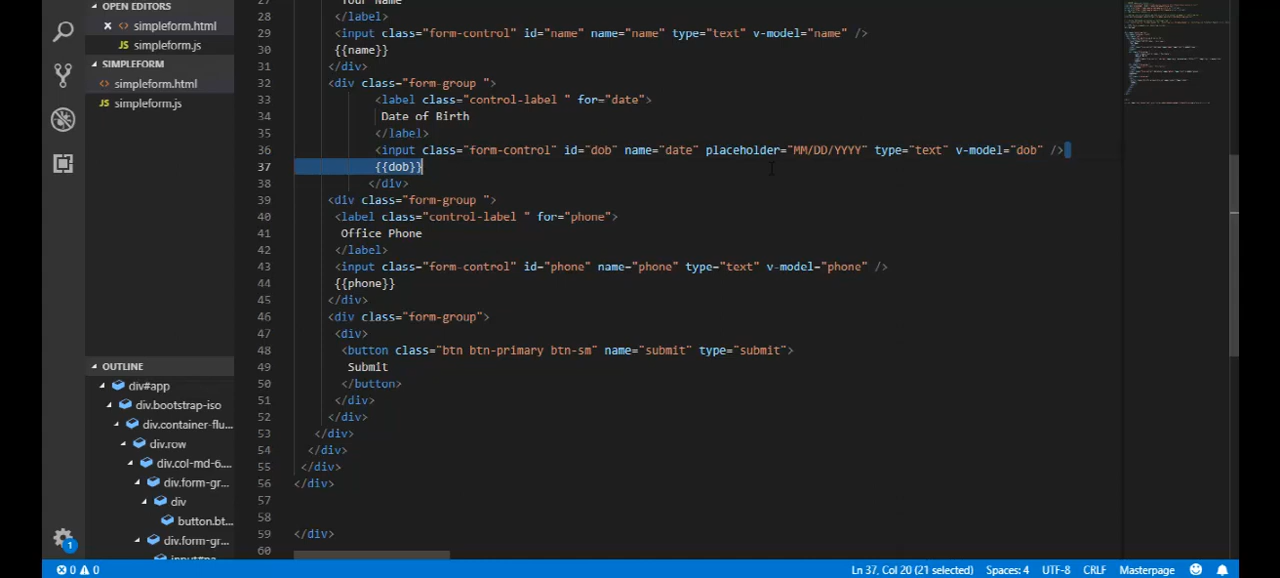 OPEN EDITORS
simpleform.html
simpleform.js
SIMPLEFORM
simpleform.html
simpleform.js
OUTLINE
div#app
div.bootstrap-iso
div.container-flu...
div.row
div.col-md-6....
div.form-gr...
div
button.bt...
div.form-gr...
27 Your Name
28 </label>
29 <input class="form-control" id="name" name="name" type="text" v-model="name" />
30 {{name}}
31 </div>
32 <div class="form-group ">
33 <label class="control-label " for="date">
34 Date of Birth
35 </label>
36 <input class="form-control" id="dob" name="date" placeholder="MM/DD/YYYY" type="text" v-model="dob" />
37 {{dob}}
38 </div>
39 <div class="form-group ">
40 <label class="control-label " for="phone">
41 Office Phone
42 </label>
43 <input class="form-control" id="phone" name="phone" type="text" v-model="phone" />
44 {{phone}}
45 </div>
46 <div class="form-group">
47 <div>
48 <button class="btn btn-primary btn-sm" name="submit" type="submit">
49 Submit
50 </button>
51 </div>
52 </div>
53 </div>
54 </div>
55 </div>
56 </div>
57
58
59 </div>
60
1
0 0 Ln 37, Col 20 (21 selected) Spaces: 4 UTF-8 CRLF Masterpage